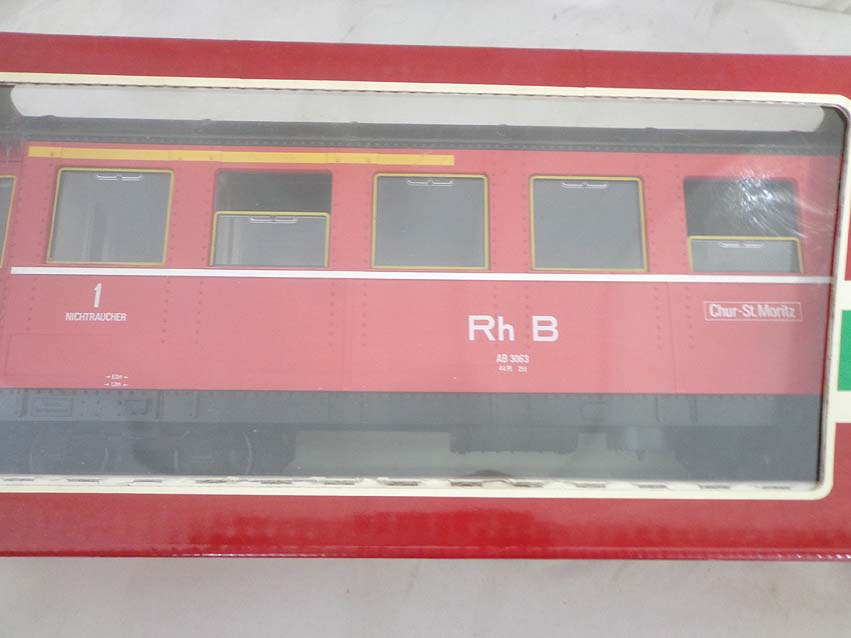 1
NICHTRAUCHER
Rh B
AB 3063
Chur-St. Moritz